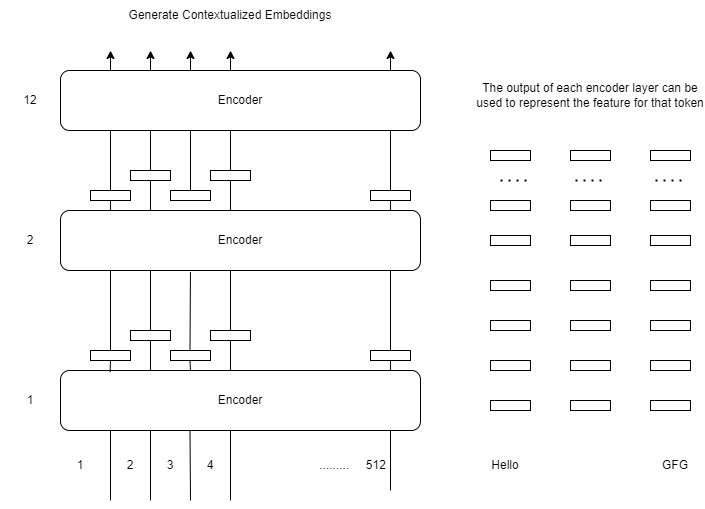 Generate Contextualized Embeddings
12
Encoder
The output of each encoder layer can be
used to represent the feature for that token
....
....
....
2
Encoder
1
Encoder
1 2 3 4 ......... 512
Hello GFG